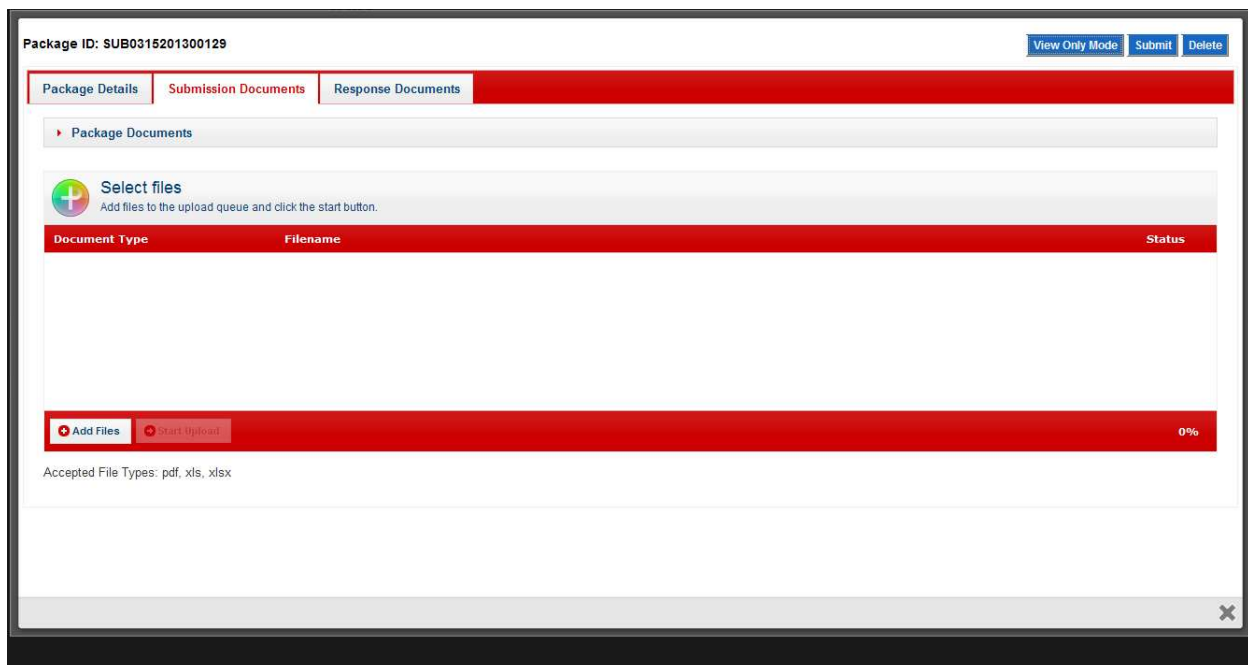 Package ID: SUB0315201300129
View Only Mode Submit Delete
Package Details Submission Documents Response Documents
Package Documents
Select files
Add files to the upload queue and click the start button.
Document Type Filename Status
Add Files Start Upload 0%
Accepted File Types: pdf, xls, xlsx